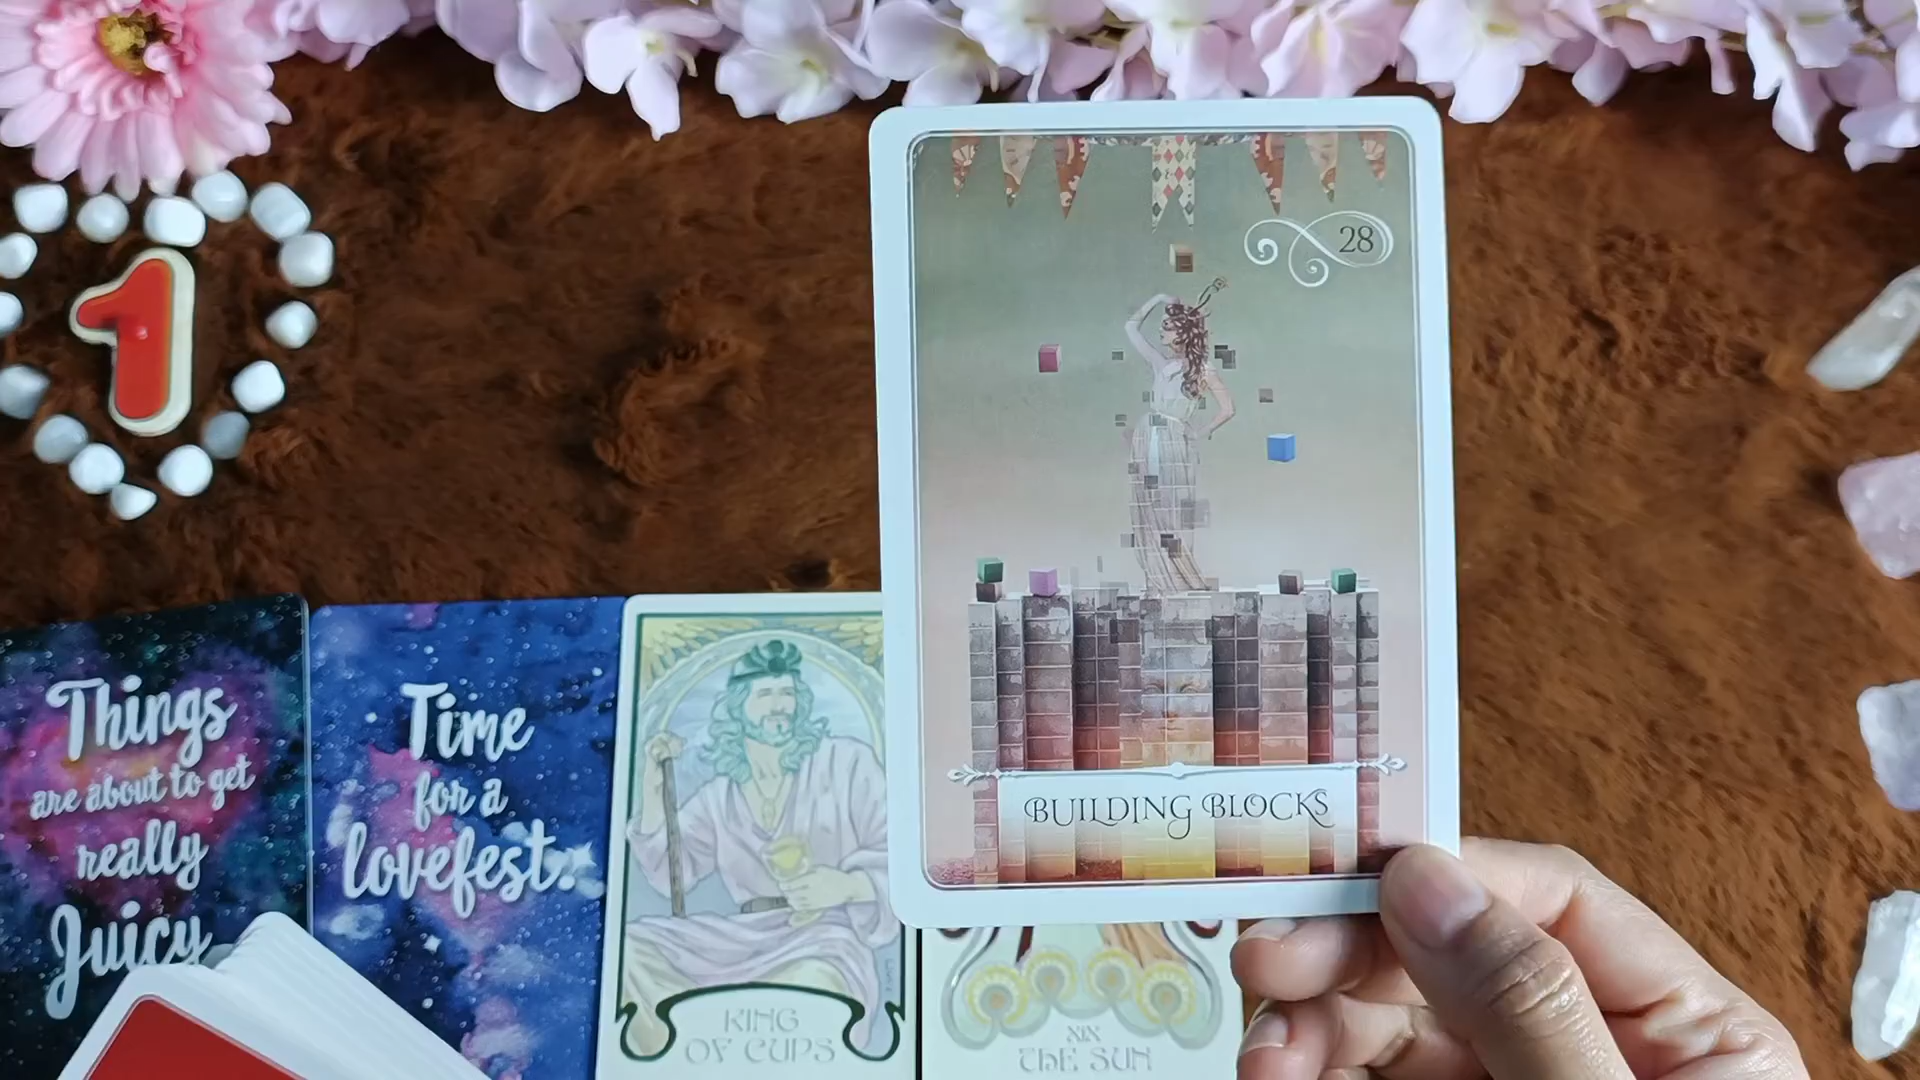 1
28
BUILDING BLOCKS
Things
are about to get
really
Juicy
Time
for a
lovefest!
KING
OF CUPS
XIX
THE SUN